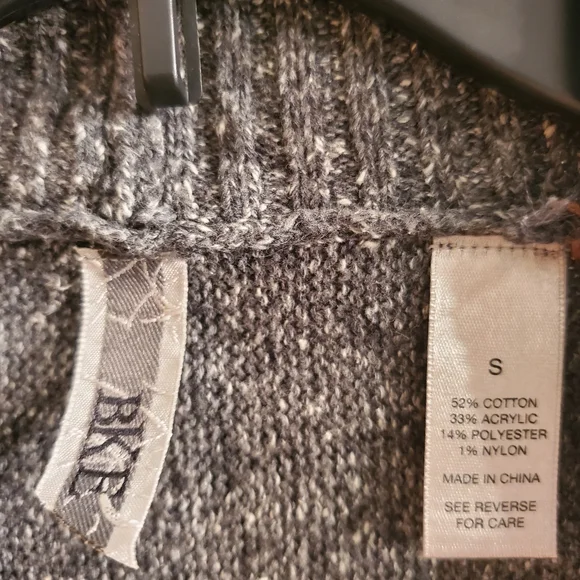 BKE
S
52% COTTON
33% ACRYLIC
14% POLYESTER
1% NYLON
MADE IN CHINA
SEE REVERSE
FOR CARE